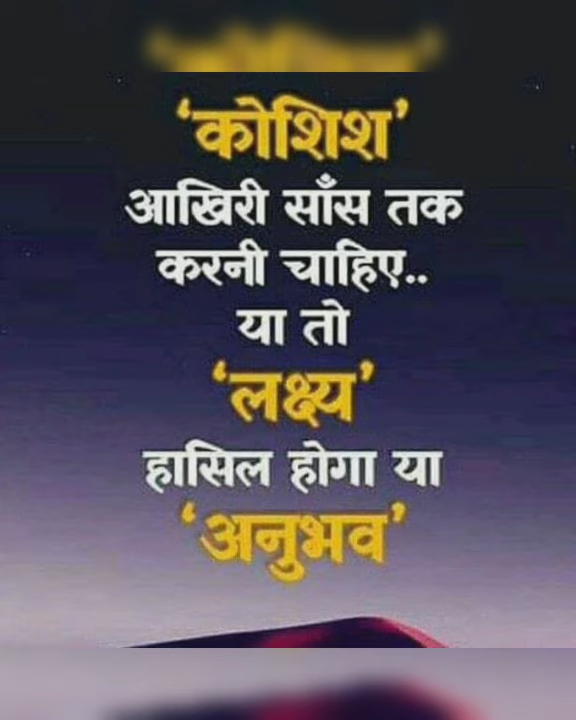 ‘कोशिश’
आखिरी साँस तक
करनी चाहिए..
या तो
‘लक्ष्य’
हासिल होगा या
‘अनुभव’